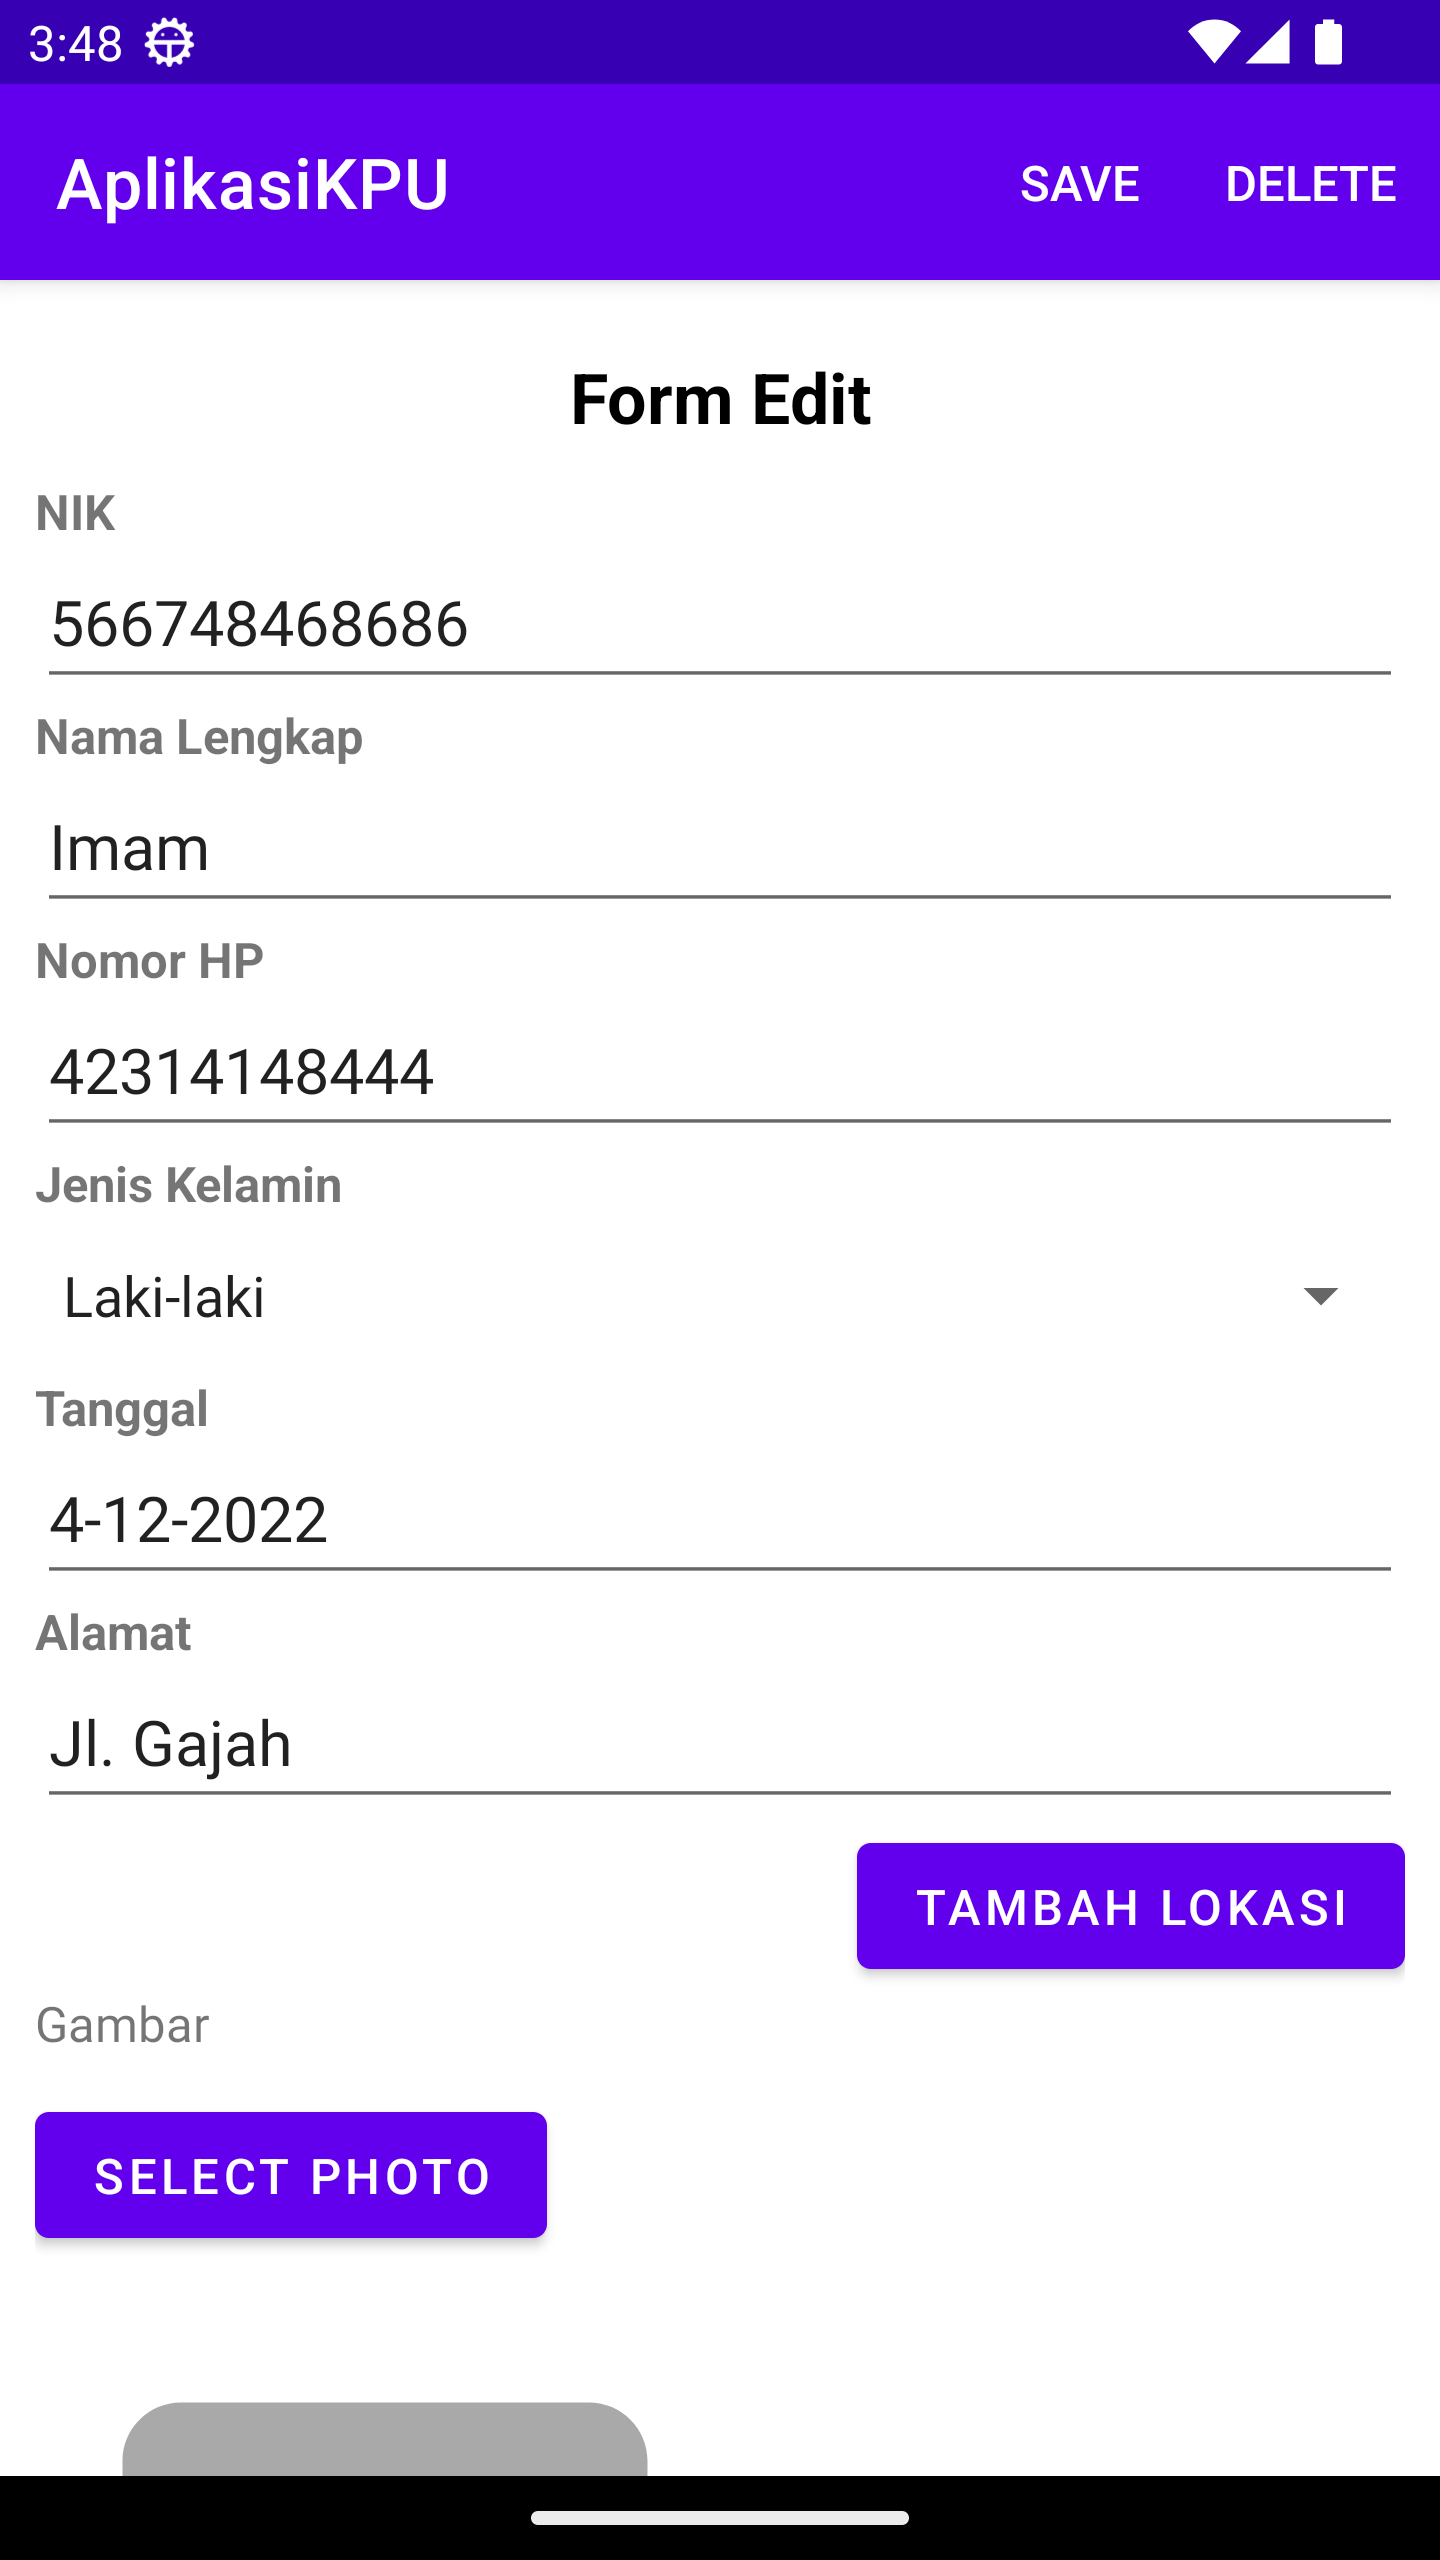 3:48
AplikasiKPU SAVE DELETE
Form Edit
NIK
566748468686
Nama Lengkap
Imam
Nomor HP
42314148444
Jenis Kelamin
Laki-laki
Tanggal
4-12-2022
Alamat
Jl. Gajah
TAMBAH LOKASI
Gambar
SELECT PHOTO